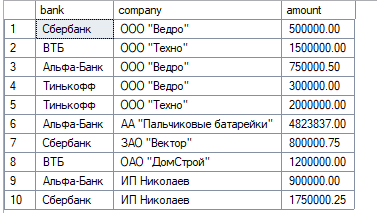 bank company amount
1 Сбербанк ООО "Ведро" 500000.00
2 ВТБ ООО "Техно" 1500000.00
3 Альфа-Банк ООО "Ведро" 750000.50
4 Тинькофф ООО "Ведро" 300000.00
5 Тинькофф ООО "Техно" 2000000.00
6 Альфа-Банк АА "Пальчиковые батарейки" 4823837.00
7 Сбербанк ЗАО "Вектор" 800000.75
8 ВТБ ОАО "ДомСтрой" 1200000.00
9 Альфа-Банк ИП Николаев 900000.00
10 Сбербанк ИП Николаев 1750000.25